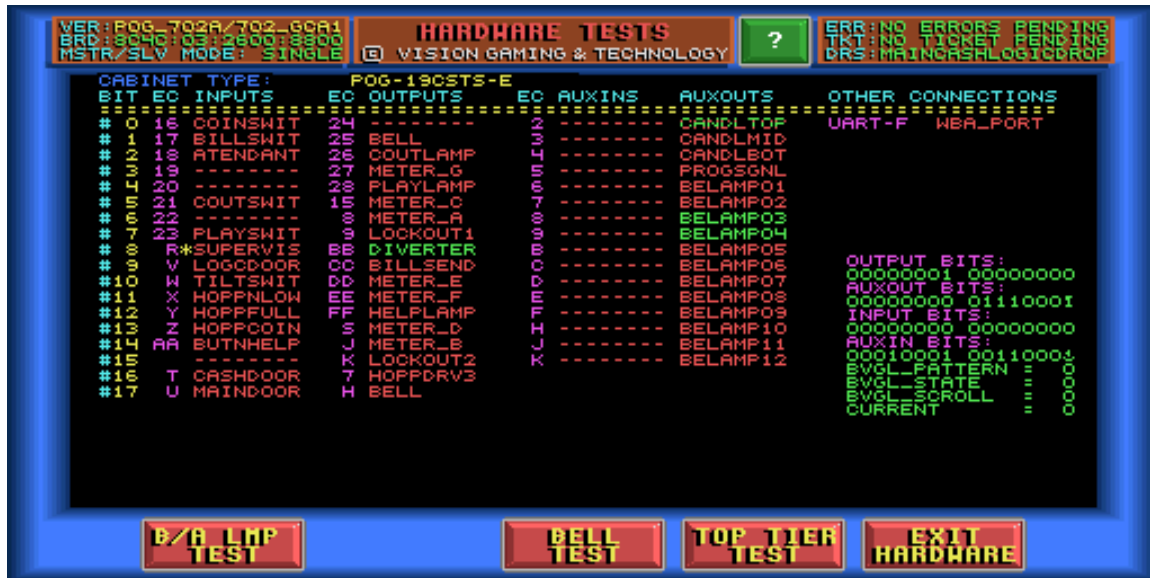 VER:POG_702A/702_GCA1
BRD:8C4C:03:2800:8800
MSTR/SLV MODE: SINGLE
HARDWARE TESTS
© VISION GAMING & TECHNOLOGY
?
ERR:NO ERRORS PENDING
TKT:NO TICKET PENDING
DRS:MAINCASHLOGICDROP
CABINET TYPE: POG-19CSTS-E
BIT EC INPUTS EC OUTPUTS EC AUXINS AUXOUTS OTHER CONNECTIONS
# 0 16 COINSWIT 24 --------- 2 -------- CANDLTOP UART-F WBA_PORT
# 1 17 BILLSWIT 25 BELL 3 -------- CANDLMID
# 2 18 ATENDANT 26 COUTLAMP 4 -------- CANDLBOT
# 3 19 -------- 27 METER_G 5 -------- PROGSGNL
# 4 20 -------- 28 PLAYLAMP 6 -------- BELAMP01
# 5 21 COUTSWIT 15 METER_C 7 -------- BELAMP02
# 6 22 -------- 8 METER_A 8 -------- BELAMP03
# 7 23 PLAYSWIT 9 LOCKOUT1 9 -------- BELAMP04
# 8 R*SUPERVIS BB DIVERTER B -------- BELAMP05
# 9 V LOGCDOOR CC BILLSEND C -------- BELAMP06
#10 W TILTSWIT DD METER_E D -------- BELAMP07
#11 X HOPPNLOW EE METER_F E -------- BELAMP08
#12 Y HOPPFULL FF HELPLAMP F -------- BELAMP09
#13 Z HOPPCOIN S METER_D H -------- BELAMP10
#14 AA BUTNHELP J METER_B J -------- BELAMP11
#15 -------- K LOCKOUT2 K -------- BELAMP12
#16 T CASHDOOR 7 HOPPDRV3
#17 U MAINDOOR H BELL
OUTPUT BITS:
00000001 00000000
AUXOUT BITS:
00000000 01110001
INPUT BITS:
00000000 00000000
AUXIN BITS:
00010001 00110001
BVGL_PATTERN = 0
BVGL_STATE = 0
BVGL_SCROLL = 0
CURRENT = 0
B/A LMP TEST
BELL TEST
TOP TIER TEST
EXIT HARDWARE